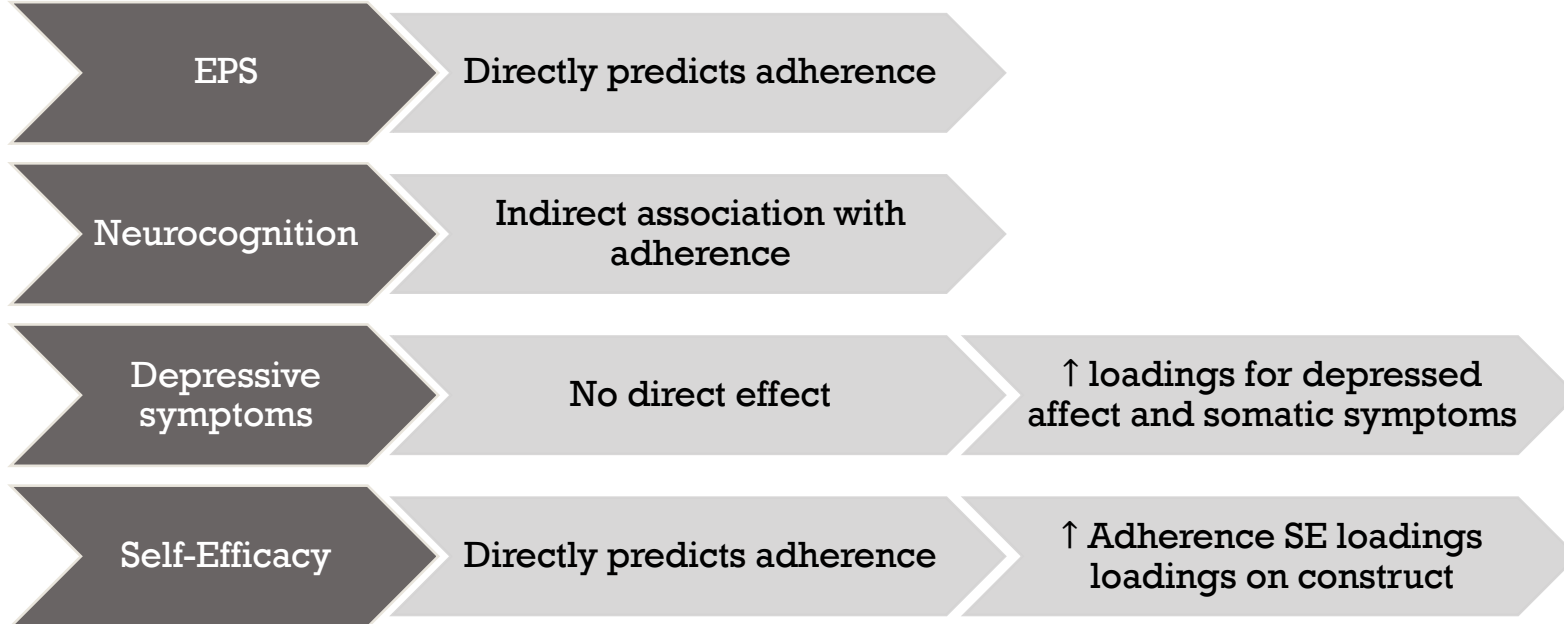 EPS
Directly predicts adherence
Neurocognition
Indirect association with
adherence
Depressive
symptoms
No direct effect
↑ loadings for depressed
affect and somatic symptoms
Self-Efficacy
Directly predicts adherence
↑ Adherence SE loadings
loadings on construct